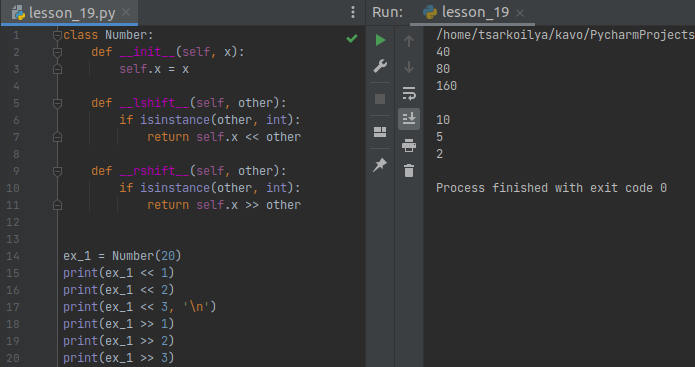 lesson_19.py
1 class Number:
2     def __init__(self, x):
3         self.x = x
4
5     def __lshift__(self, other):
6         if isinstance(other, int):
7             return self.x << other
8
9     def __rshift__(self, other):
10         if isinstance(other, int):
11             return self.x >> other
12
13
14 ex_1 = Number(20)
15 print(ex_1 << 1)
16 print(ex_1 << 2)
17 print(ex_1 << 3, '\n')
18 print(ex_1 >> 1)
19 print(ex_1 >> 2)
20 print(ex_1 >> 3)
Run: lesson_19
/home/tsarkoilya/kavo/PycharmProjects
40
80
160
10
5
2
Process finished with exit code 0